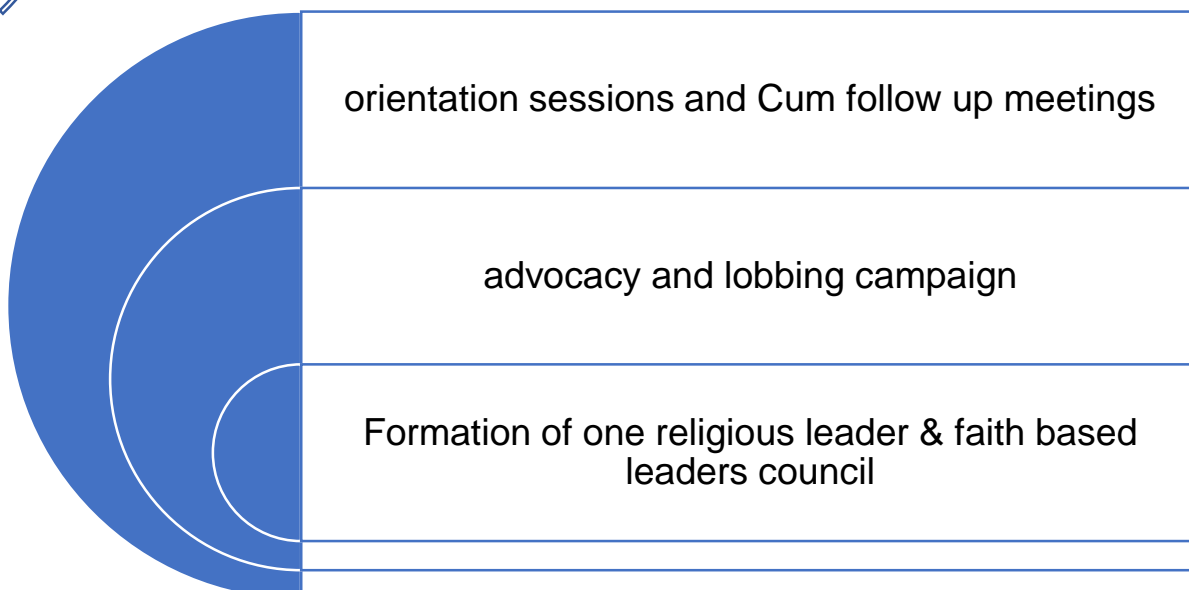 orientation sessions and Cum follow up meetings
advocacy and lobbing campaign
Formation of one religious leader & faith based
leaders council